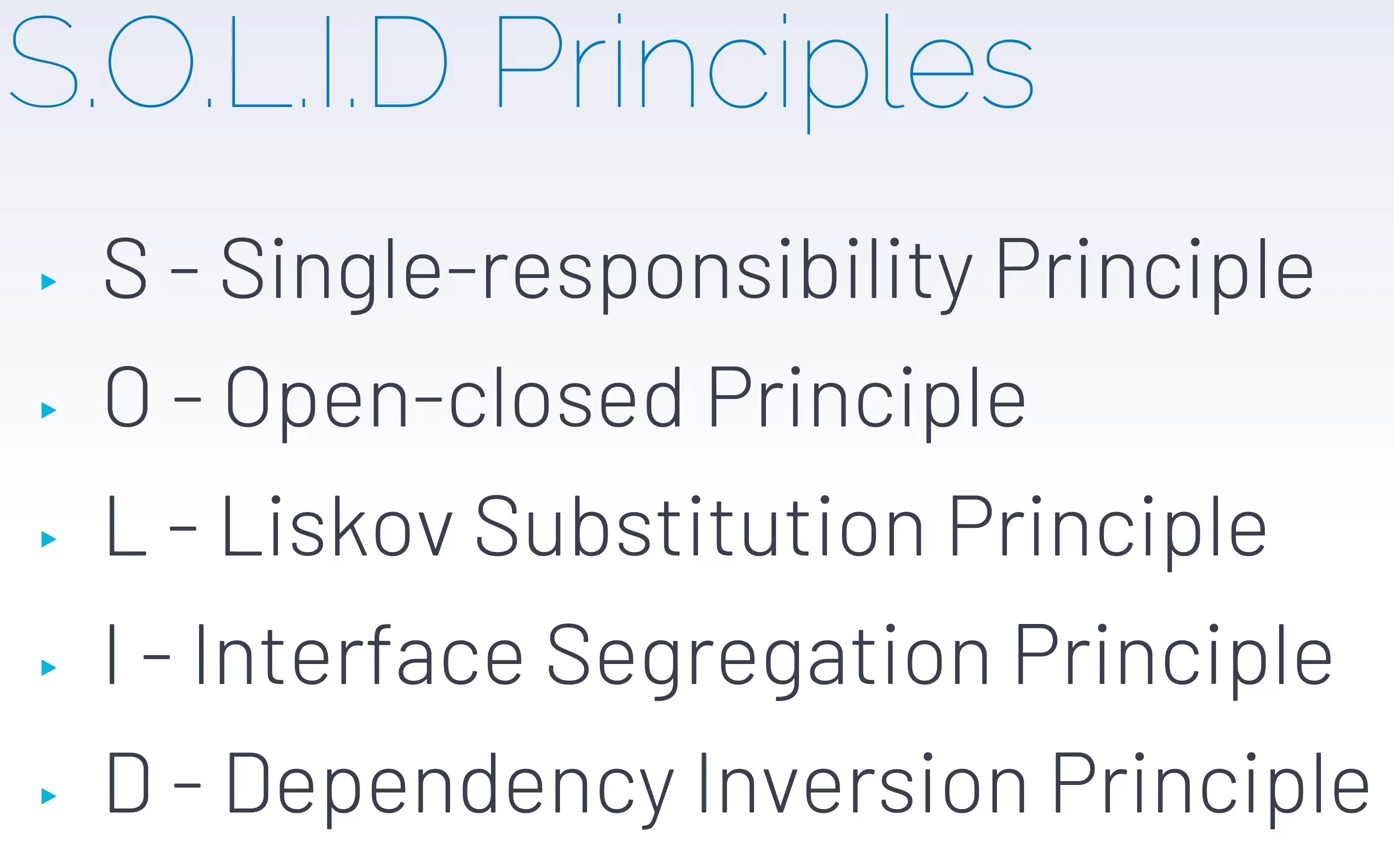 S.O.L.I.D Principles
S - Single-responsibility Principle
O - Open-closed Principle
L - Liskov Substitution Principle
I - Interface Segregation Principle
D - Dependency Inversion Principle